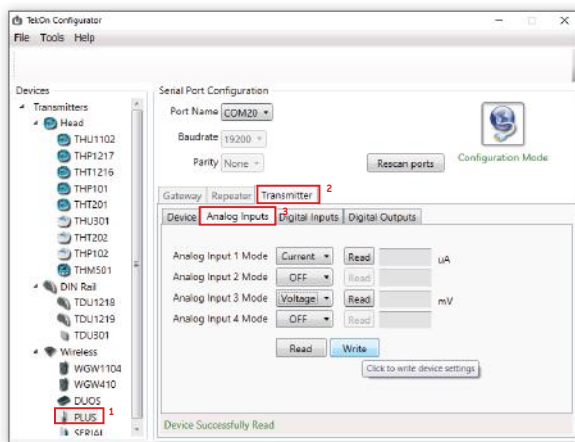 TekOn Configurator
File Tools Help
Devices
Transmitters
Head
THU1102
THP1217
THT1216
THP101
THT201
THU301
THT202
THP102
THM501
DIN Rail
TDU1218
TDU1219
TDU301
Wireless
WGW1104
WGW410
DUOS
PLUS 1
SERIAL
Serial Port Configuration
Port Name COM20
Baudrate 19200
Parity None
Rescan ports
Configuration Mode
Gateway Repeater Transmitter 2
Device Analog Inputs 3 Digital Inputs Digital Outputs
Analog Input 1 Mode Current Read uA
Analog Input 2 Mode OFF Read
Analog Input 3 Mode Voltage Read mV
Analog Input 4 Mode OFF Read
Read Write
Click to write device settings
Device Successfully Read